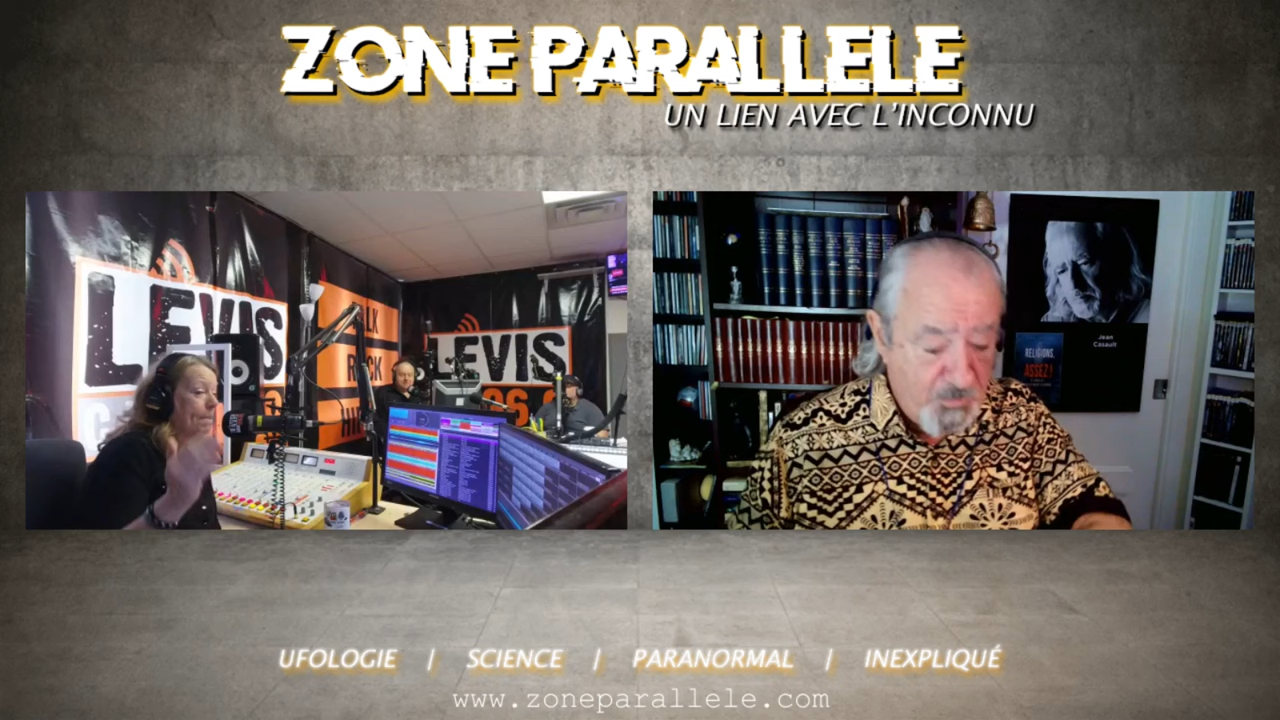 ZONE PARALLELE
UN LIEN AVEC L'INCONNU
LEVIS
LEVIS
Jean
Casault
RELIGIONS,
ASSEZ!
UFOLOGIE | SCIENCE | PARANORMAL | INEXPLIQUÉ
www.zoneparallele.com